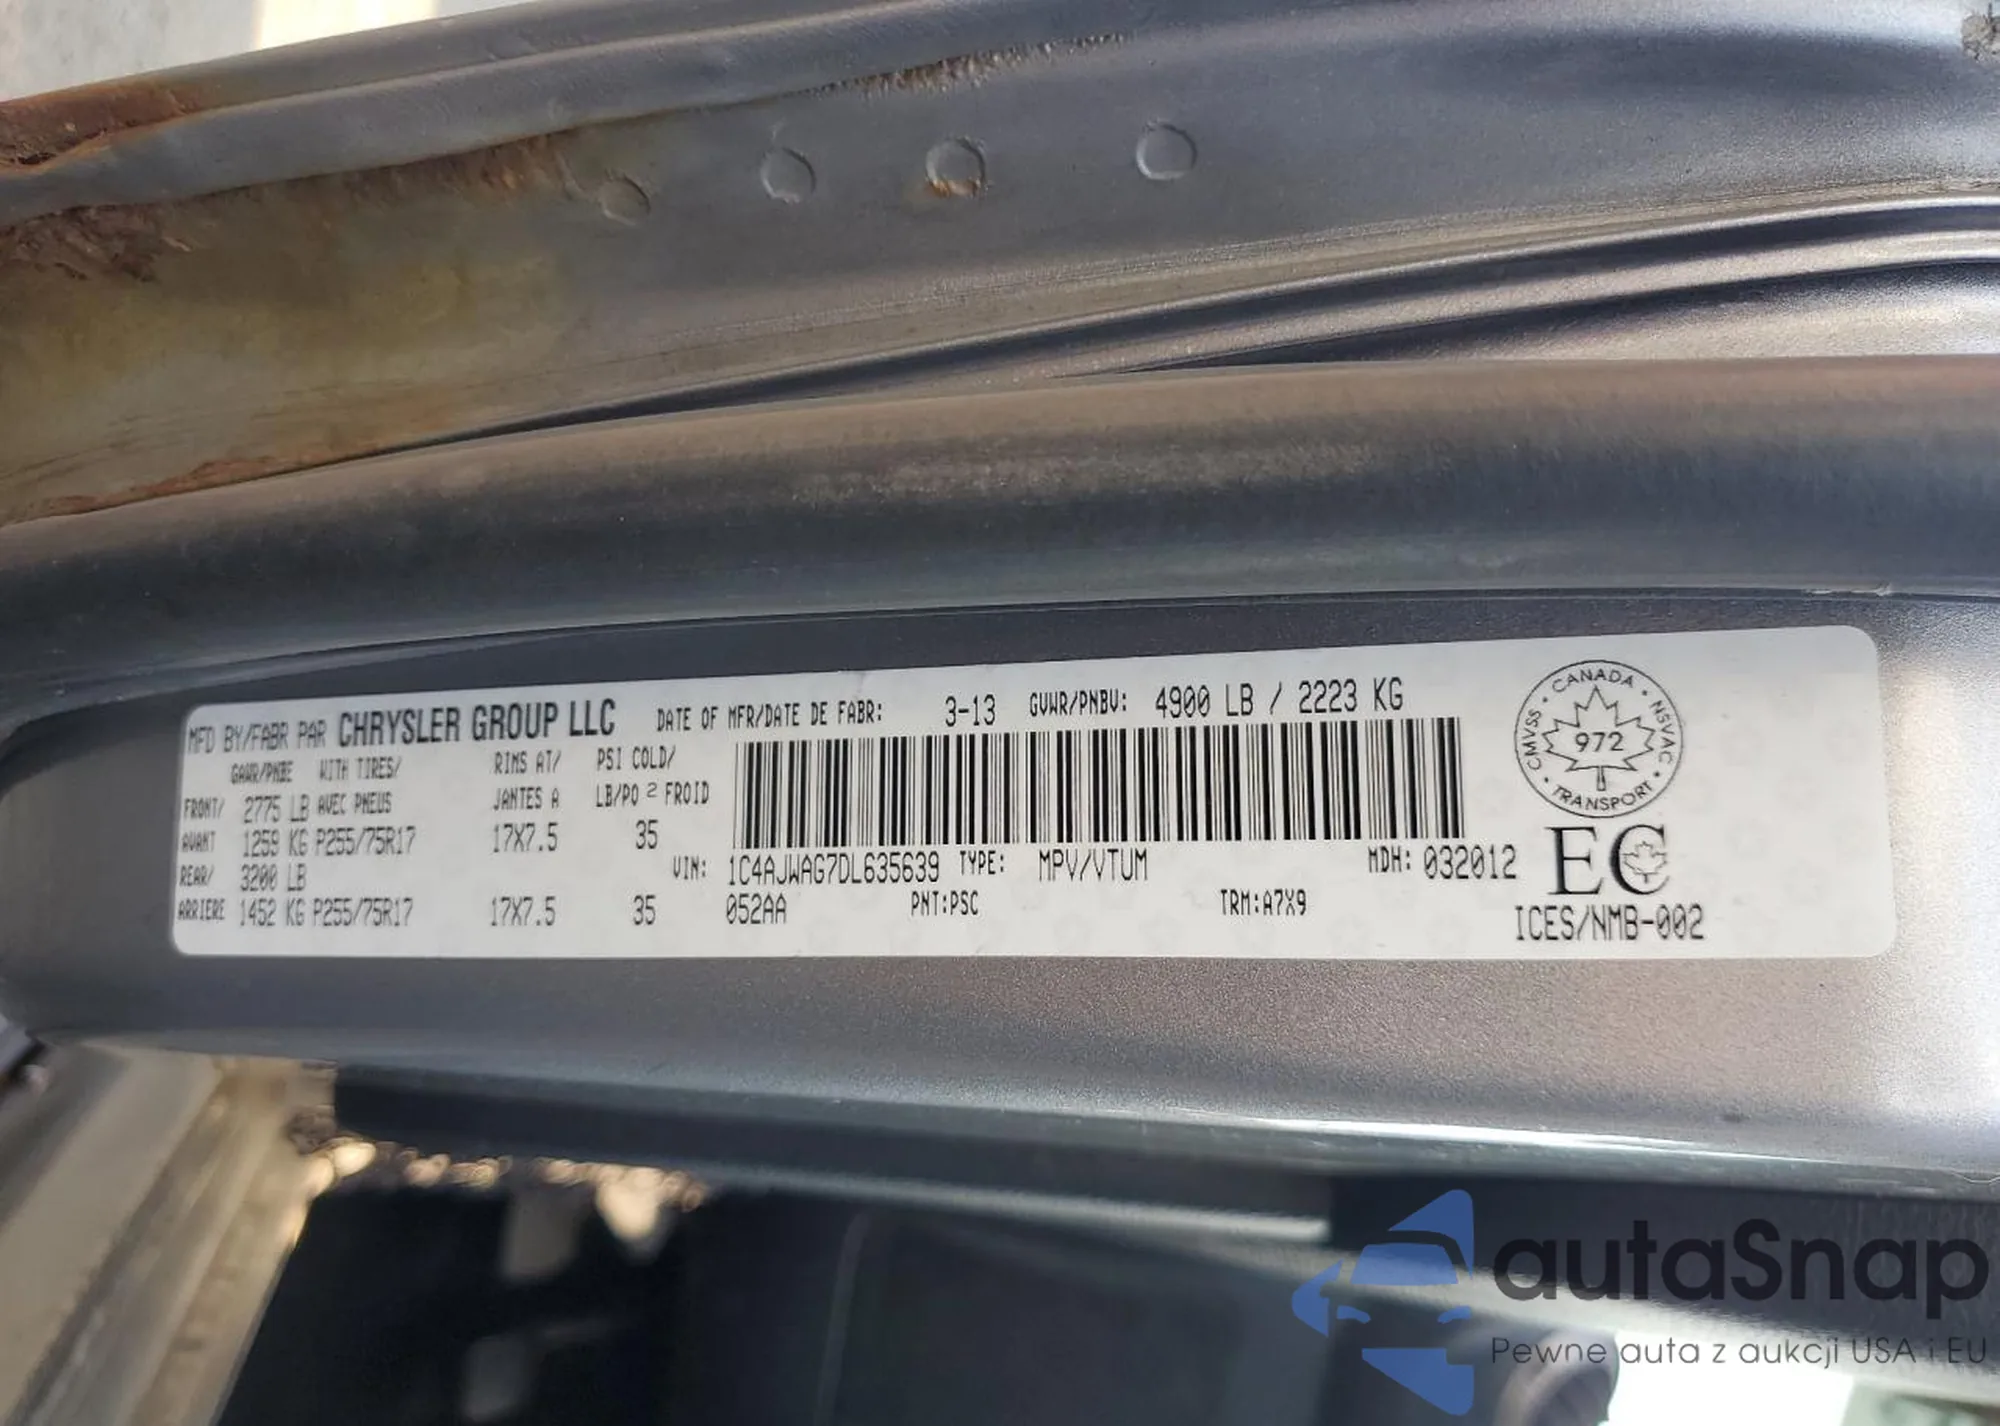 MFD BY/FABR PAR CHRYSLER GROUP LLC DATE OF MFR/DATE DE FABR: 3-13 GVWR/PNBV: 4900 LB / 2223 KG
GAWR/PNBE WITH TIRES/ RIMS AT/ PSI COLD/
FRONT/ 2775 LB AVEC PNEUS JANTES A LB/PO 2 FROID
AVANT 1259 KG P255/75R17 17X7.5 35
REAR/ 3200 LB VIN: 1C4AJWAG7DL635639 TYPE: MPV/VTUM MDH: 032012
ARRIERE 1452 KG P255/75R17 17X7.5 35 052AA PNT:PSC TRM:A7X9
CANADA
CMVSS 972 NSVAC
TRANSPORT
EC
ICES/NMB-002
autaSnap
Pewne auta z aukcji USA i EU